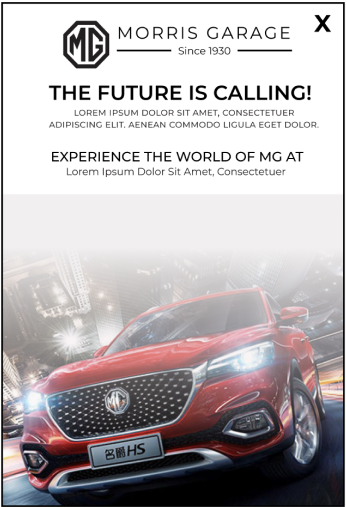 MG
MORRIS GARAGE
X
Since 1930
THE FUTURE IS CALLING!
LOREM IPSUM DOLOR SIT AMET, CONSECTETUER
ADIPISCING ELIT. AENEAN COMMODO LIGULA EGET DOLOR.
EXPERIENCE THE WORLD OF MG AT
Lorem Ipsum Dolor Sit Amet, Consectetuer
MG
名爵HS